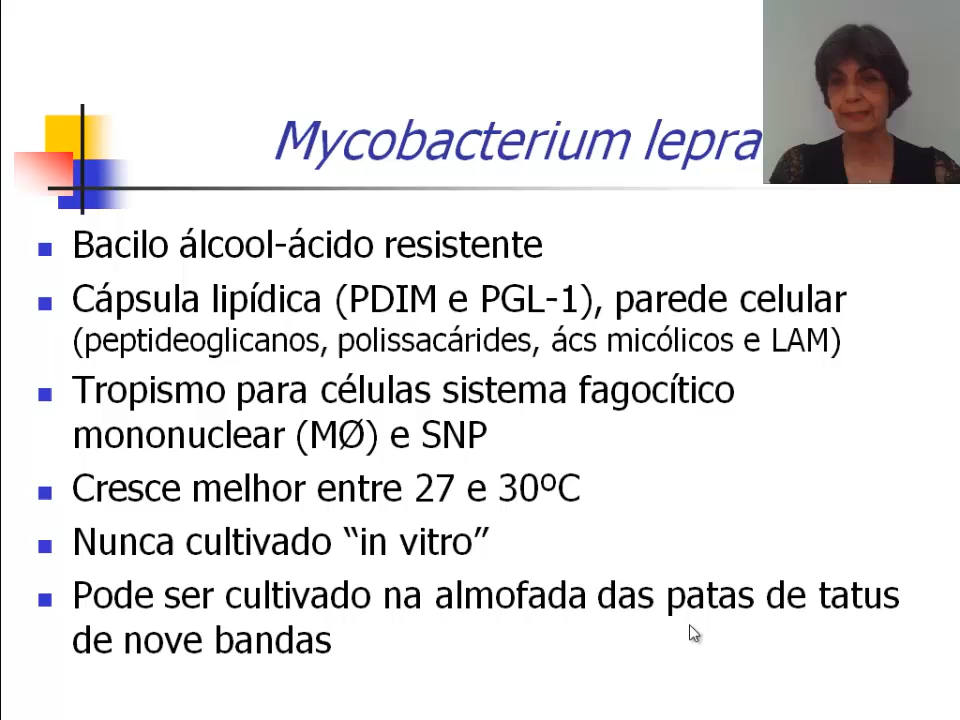 Mycobacterium lepra
Bacilo álcool-ácido resistente
Cápsula lipídica (PDIM e PGL-1), parede celular
(peptideoglicanos, polissacárides, ács micólicos e LAM)
Tropismo para células sistema fagocítico
mononuclear (MØ) e SNP
Cresce melhor entre 27 e 30ºC
Nunca cultivado “in vitro”
Pode ser cultivado na almofada das patas de tatus
de nove bandas